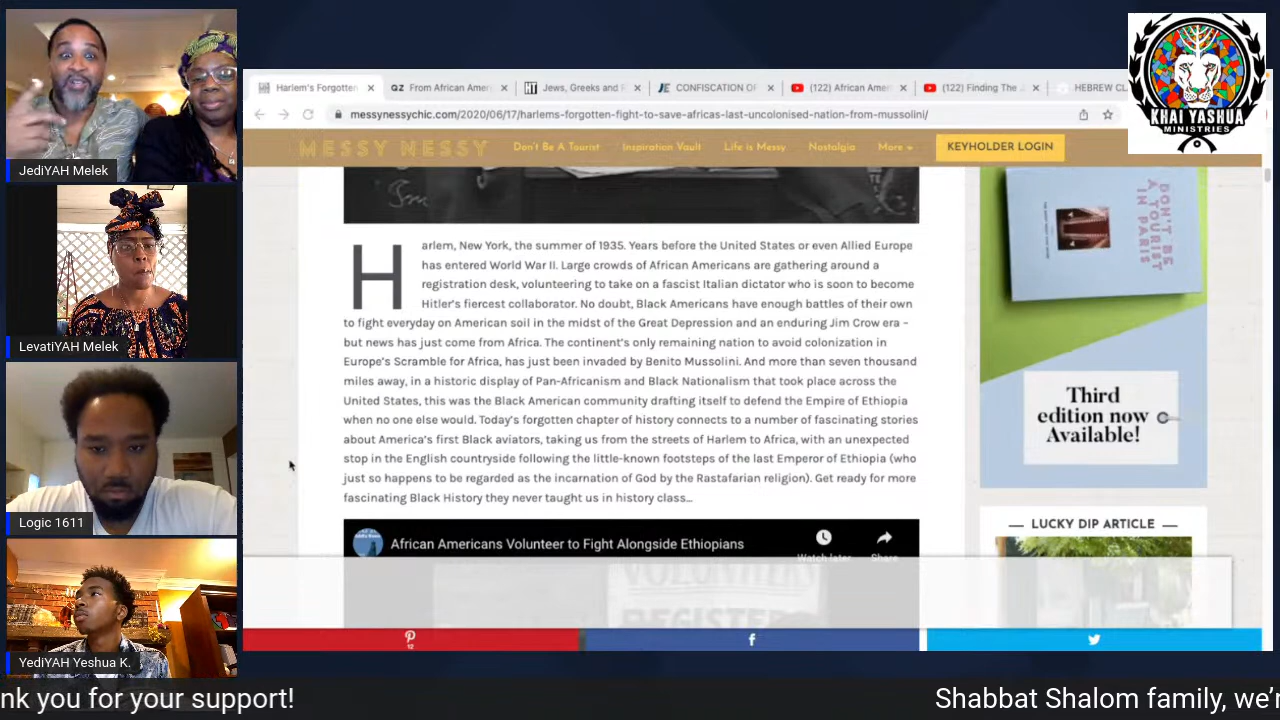 JediYAH Melek
LevatiYAH Melek
Logic 1611
YediYAH Yeshua K.
KHAI YASHUA
MINISTRIES
Harlem's Forgotten
From African Amer
Jews, Greeks and R
CONFISCATION OF
(122) African Amer
(122) Finding The
HEBREW CL
messynessychic.com/2020/06/17/harlems-forgotten-fight-to-save-africas-last-uncolonised-nation-from-mussolini/
MESSY NESSY
Don't Be A Tourist
Inspiration Vault
Life is Messy
Nostalgia
More
KEYHOLDER LOGIN
Harlem, New York, the summer of 1935. Years before the United States or even Allied Europe
has entered World War II. Large crowds of African Americans are gathering around a
registration desk, volunteering to take on a fascist Italian dictator who is soon to become
Hitler's fiercest collaborator. No doubt, Black Americans have enough battles of their own
to fight everyday on American soil in the midst of the Great Depression and an enduring Jim Crow era –
but news has just come from Africa. The continent's only remaining nation to avoid colonization in
Europe's Scramble for Africa, has just been invaded by Benito Mussolini. And more than seven thousand
miles away, in a historic display of Pan-Africanism and Black Nationalism that took place across the
United States, this was the Black American community drafting itself to defend the Empire of Ethiopia
when no one else would. Today's forgotten chapter of history connects to a number of fascinating stories
about America's first Black aviators, taking us from the streets of Harlem to Africa, with an unexpected
stop in the English countryside following the little-known footsteps of the last Emperor of Ethiopia (who
just so happens to be regarded as the incarnation of God by the Rastafarian religion). Get ready for more
fascinating Black History they never taught us in history class…
African Americans Volunteer to Fight Alongside Ethiopians
Watch later
Share
DON'T BE
A TOURIST
IN PARIS
Third
edition now
Available!
LUCKY DIP ARTICLE
12
nk you for your support!
Shabbat Shalom family, we'r